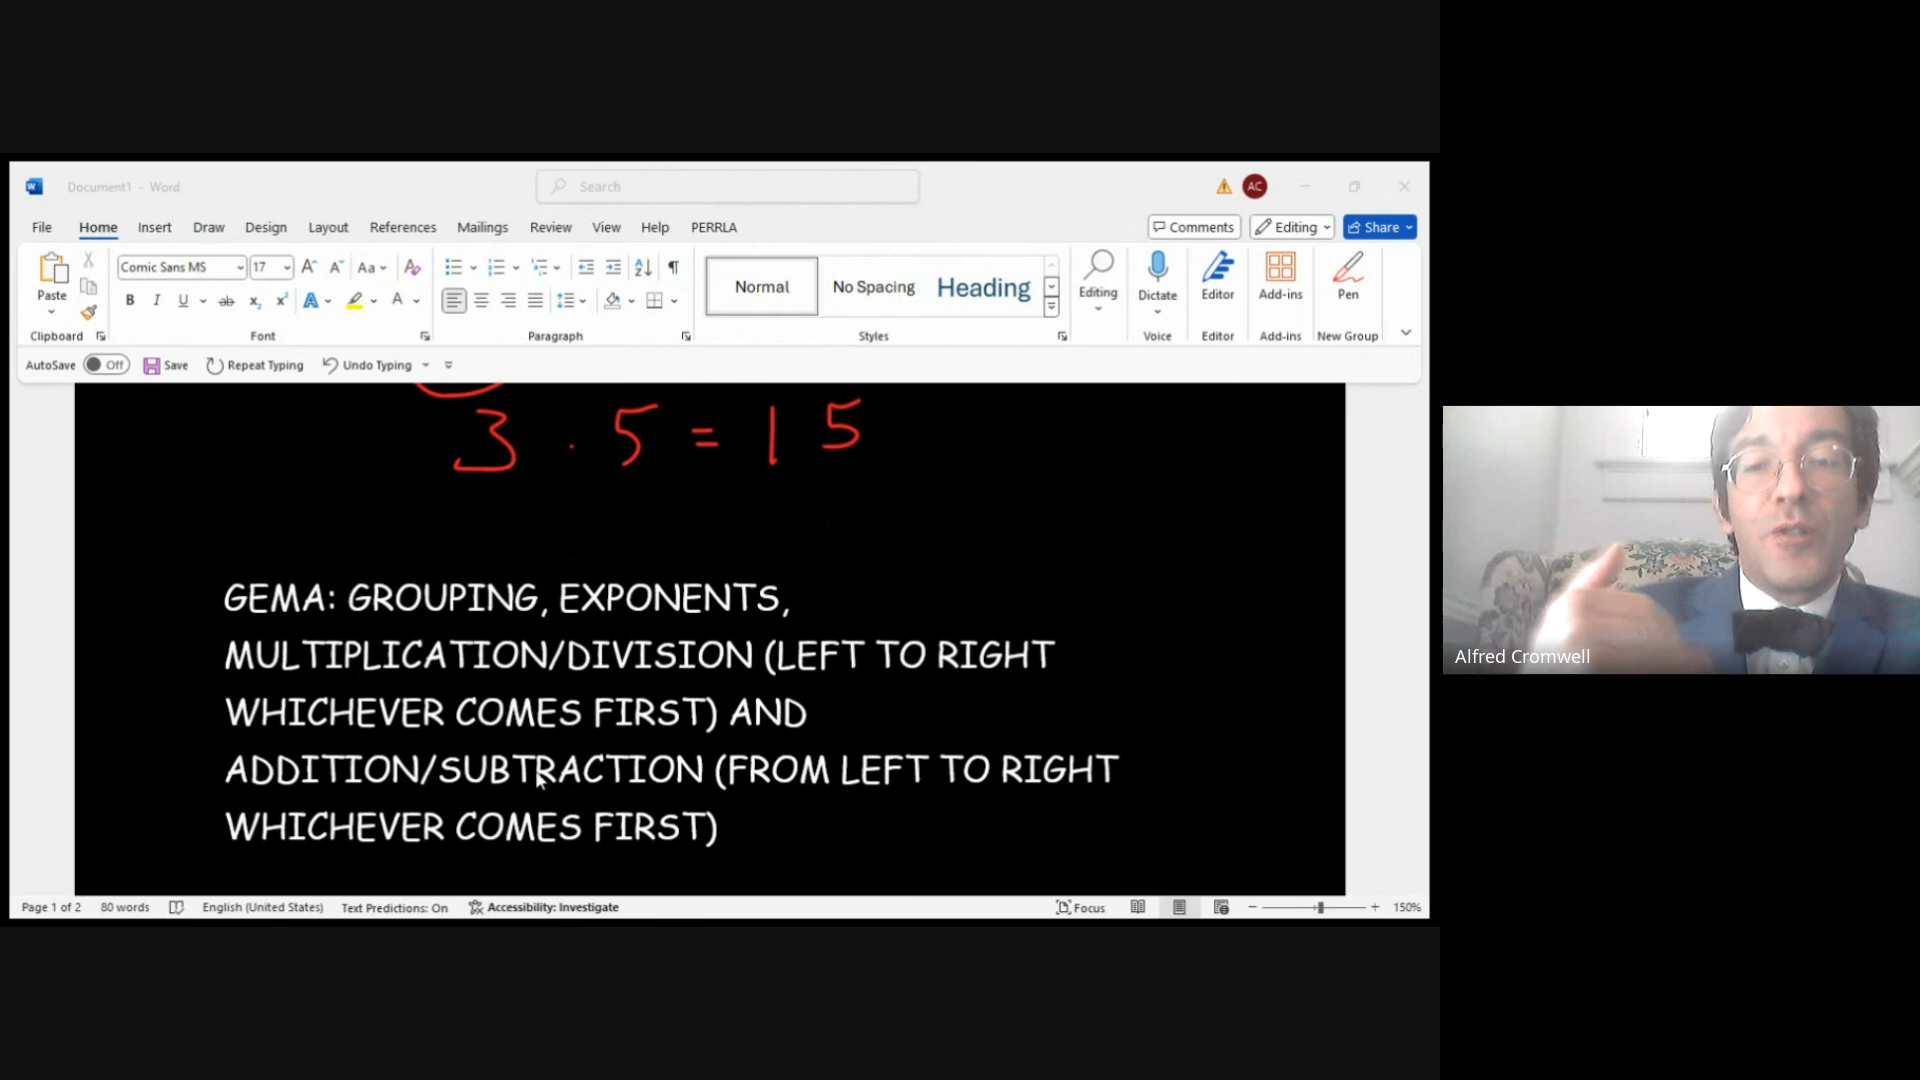 Document1 - Word
Search
AC
File Home Insert Draw Design Layout References Mailings Review View Help PERRLA
Comments Editing Share
Comic Sans MS 17 Aa
Paste
B I U ab
Normal No Spacing Heading
Editing Dictate Editor Add-ins Pen
Clipboard Font Paragraph Styles Voice Editor Add-ins New Group
AutoSave Off Save Repeat Typing Undo Typing
3 · 5 = 15
GEMA: GROUPING, EXPONENTS,
MULTIPLICATION/DIVISION (LEFT TO RIGHT
WHICHEVER COMES FIRST) AND
ADDITION/SUBTRACTION (FROM LEFT TO RIGHT
WHICHEVER COMES FIRST)
Page 1 of 2 80 words English (United States) Text Predictions: On Accessibility: Investigate Focus 150%
Alfred Cromwell